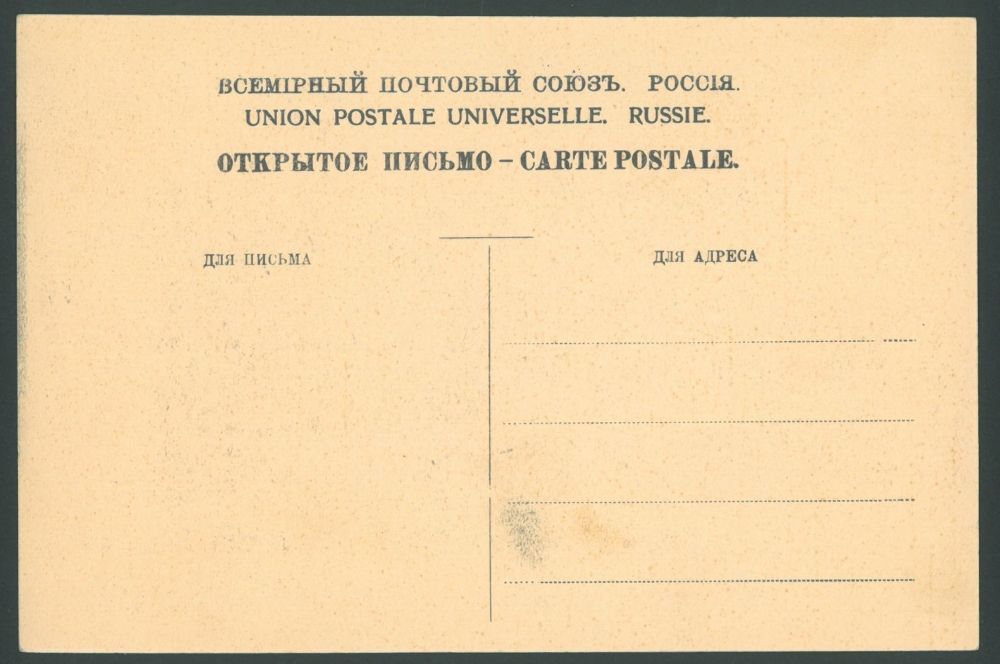 ВСЕМІРНЫЙ ПОЧТОВЫЙ СОЮЗЪ. РОССІЯ.
UNION POSTALE UNIVERSELLE. RUSSIE.
ОТКРЫТОЕ ПИСЬМО – CARTE POSTALE.
ДЛЯ ПИСЬМА
ДЛЯ АДРЕСА